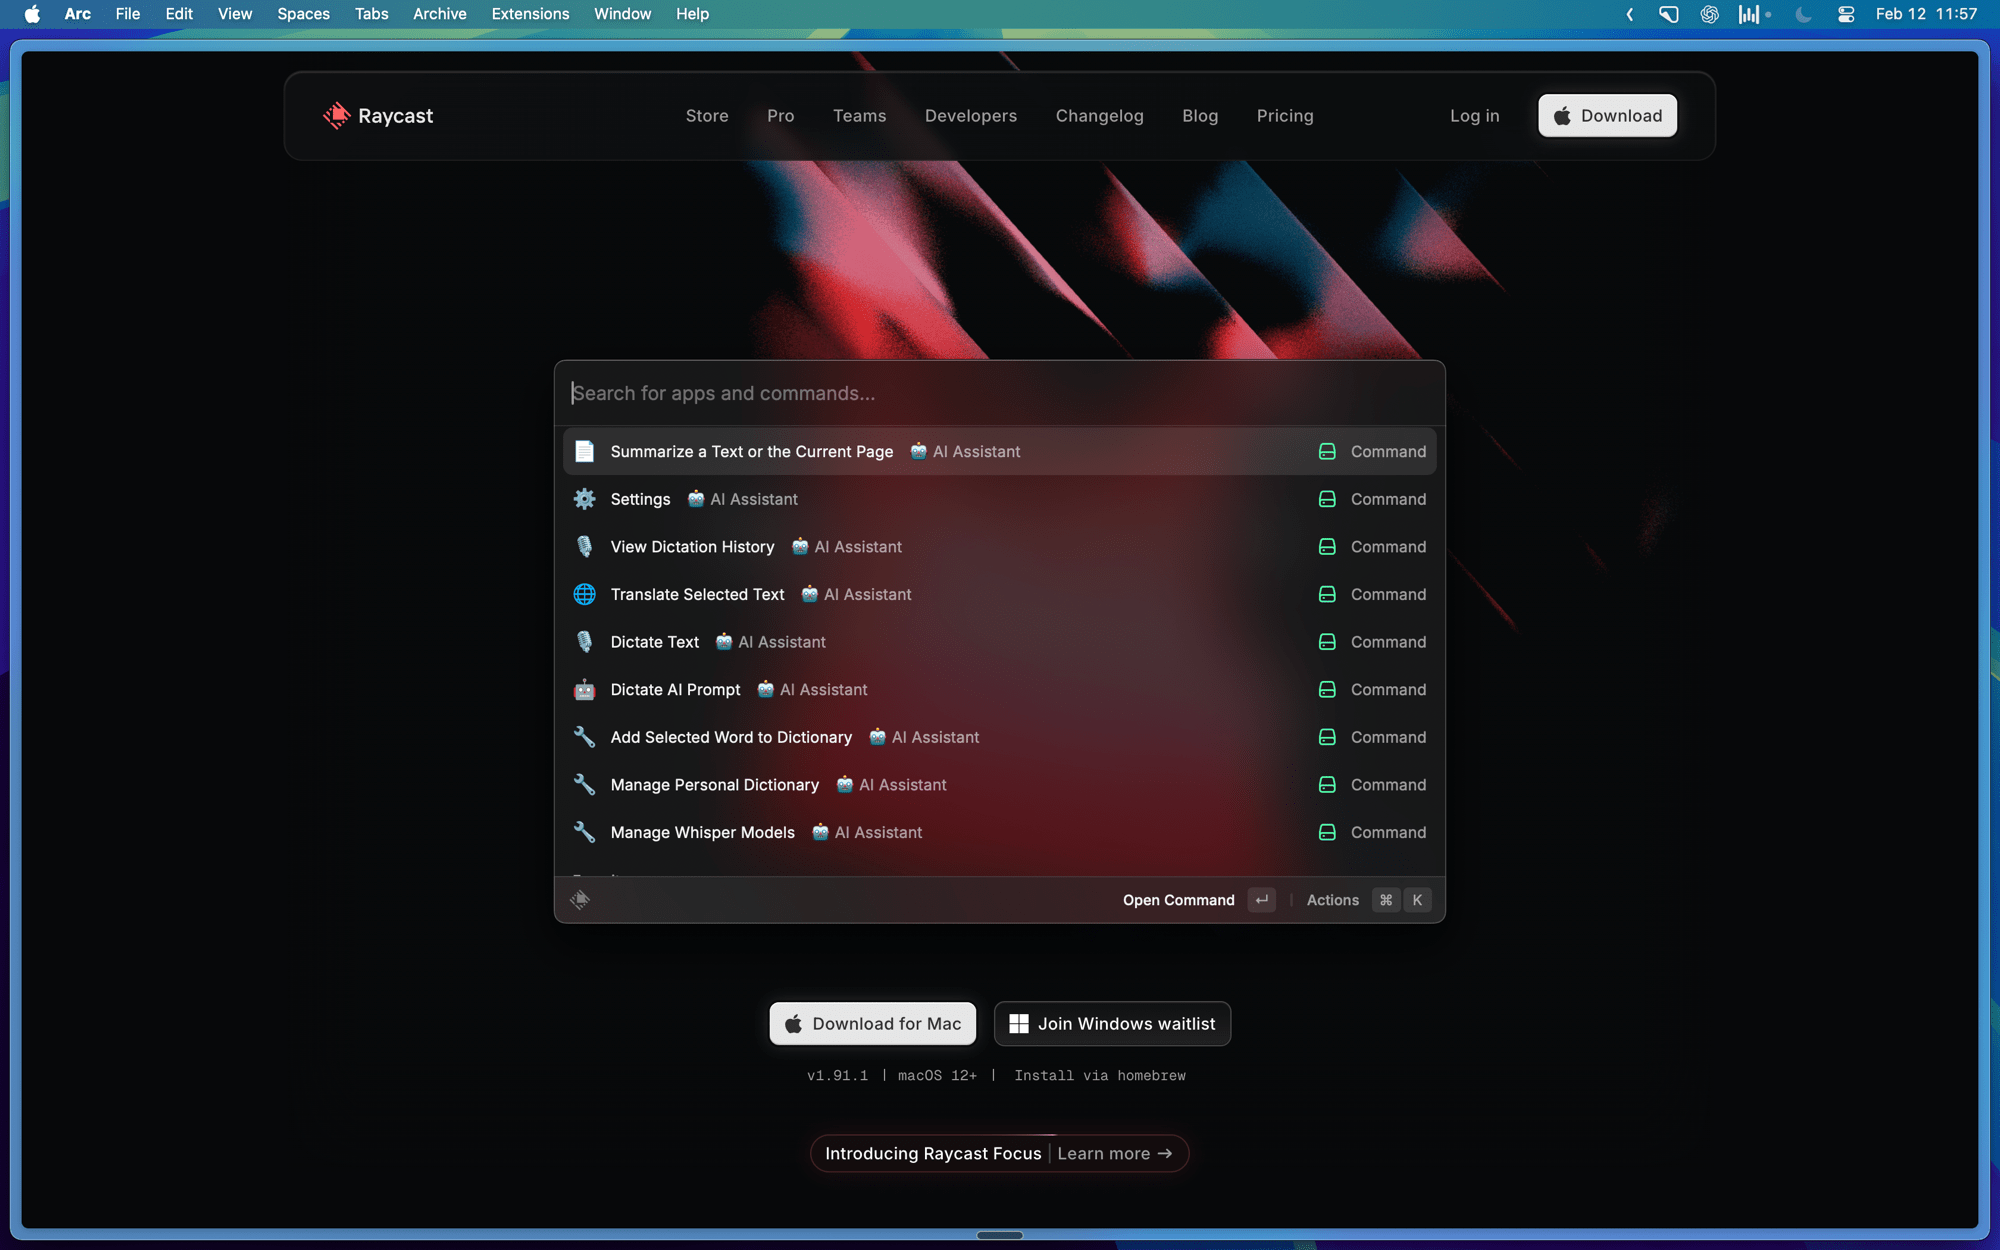 Arc File Edit View Spaces Tabs Archive Extensions Window Help Feb 12 11:57
Raycast Store Pro Teams Developers Changelog Blog Pricing Log in Download
Search for apps and commands...
Summarize a Text or the Current Page AI Assistant Command
Settings AI Assistant Command
View Dictation History AI Assistant Command
Translate Selected Text AI Assistant Command
Dictate Text AI Assistant Command
Dictate AI Prompt AI Assistant Command
Add Selected Word to Dictionary AI Assistant Command
Manage Personal Dictionary AI Assistant Command
Manage Whisper Models AI Assistant Command
Open Command ↵ | Actions ⌘ K
Download for Mac Join Windows waitlist
v1.91.1 | macOS 12+ | Install via homebrew
Introducing Raycast Focus | Learn more →